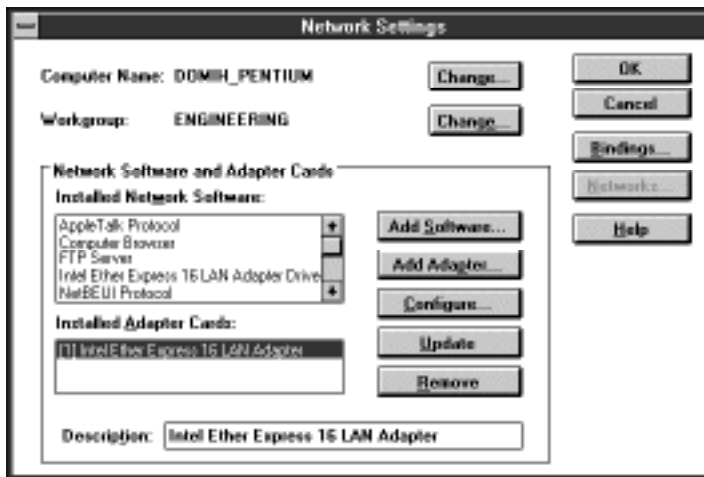 Network Settings
Computer Name: DOMIH_PENTIUM
Change...
OK
Cancel
Workgroup: ENGINEERING
Change...
Bindings...
Networks...
Help
Network Software and Adapter Cards
Installed Network Software:
AppleTalk Protocol
Computer Browser
FTP Server
Intel Ether Express 16 LAN Adapter Drive
NetBEUI Protocol
Add Software...
Add Adapter...
Configure...
Update
Remove
Installed Adapter Cards:
[1] Intel Ether Express 16 LAN Adapter
Description: Intel Ether Express 16 LAN Adapter